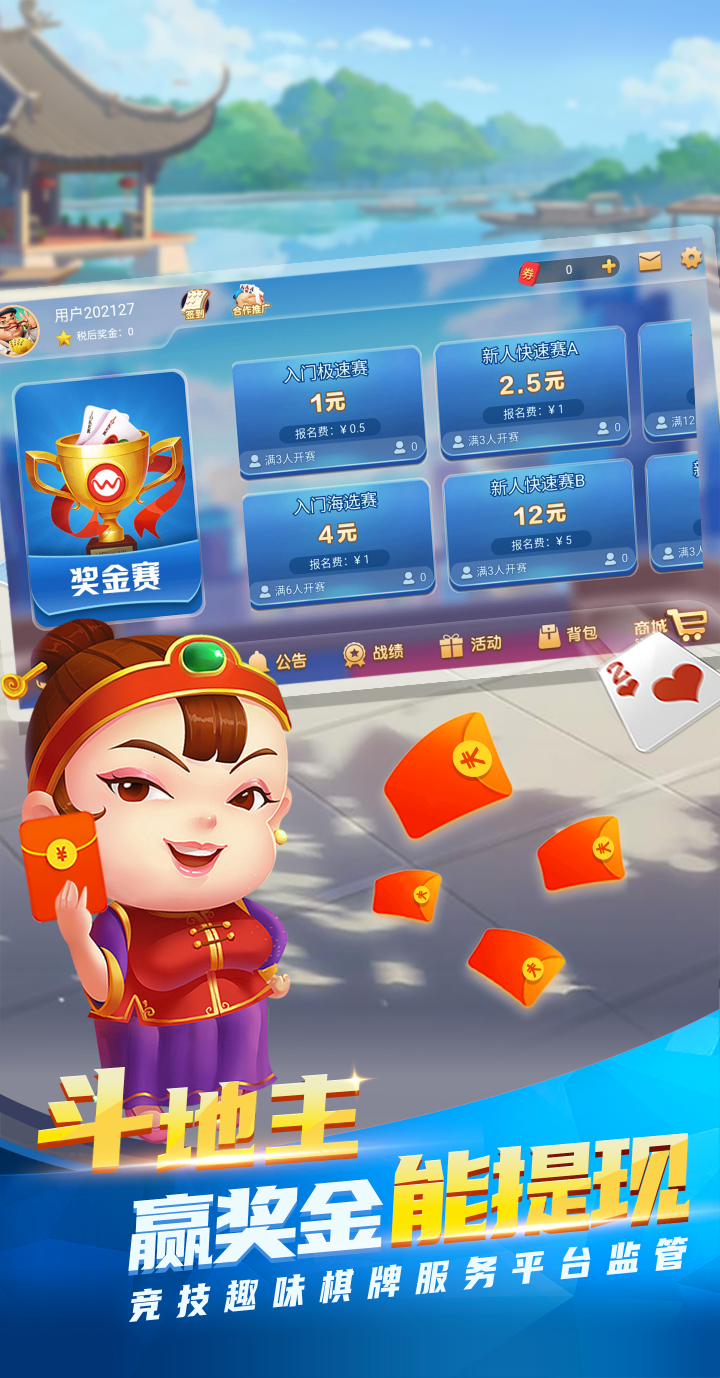 券 0
用户202127
税后奖金：0
签到
合作推广
入门极速赛
1元
报名费：￥0.5
满3人开赛 0
新人快速赛A
2.5元
报名费：￥1
满3人开赛 0
满12
入门海选赛
4元
报名费：￥1
满6人开赛 0
新人快速赛B
12元
报名费：￥5
满3人开赛 0
满3人
奖金赛
公告
战绩
活动
背包
商城
2
¥
斗地主
赢奖金能提现
竞技趣味棋牌服务平台监管